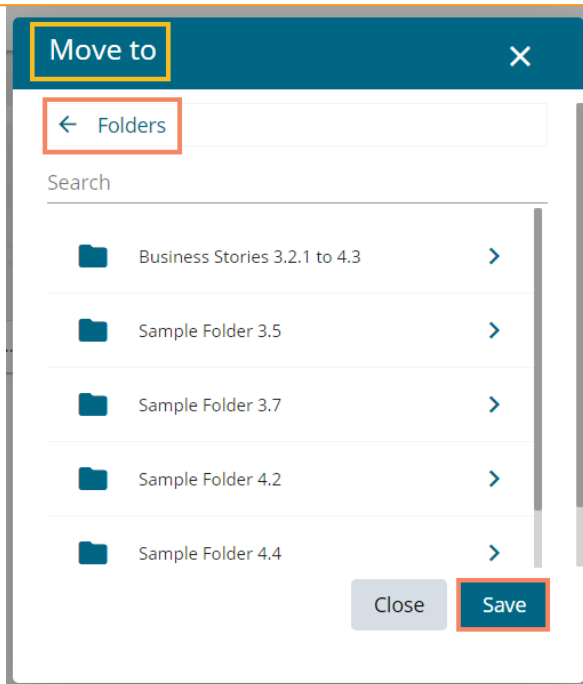 Move to
Folders
Search
Business Stories 3.2.1 to 4.3
Sample Folder 3.5
Sample Folder 3.7
Sample Folder 4.2
Sample Folder 4.4
Close Save